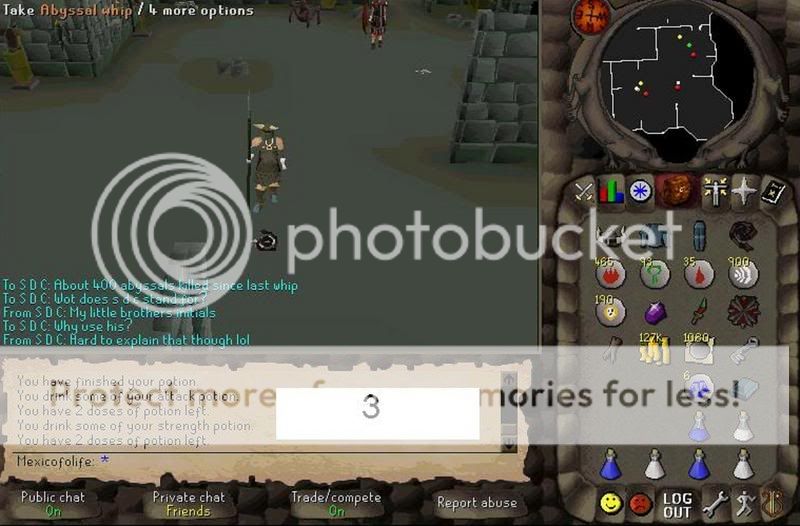 Take Abyssal whip / 4 more options
photobucket
To S D C: About 400 abyssals killed since last whip
To S D C: Wot does s d c stand for?
From S D C: My little brothers initials
To S D C: Why use his?
From S D C: Hard to explain that though lol
465 93 35 900
190
127K 1080
6
Protect more of your memories for less!
3
You have finished your potion
You drink some of your attack potion.
You have 2 doses of potion left.
You drink some of your strength potion.
You have 2 doses of potion left
Mexicofolife: *
Public chat
On
Private chat
Friends
Trade/compete
On
Report abuse
LOG
OUT